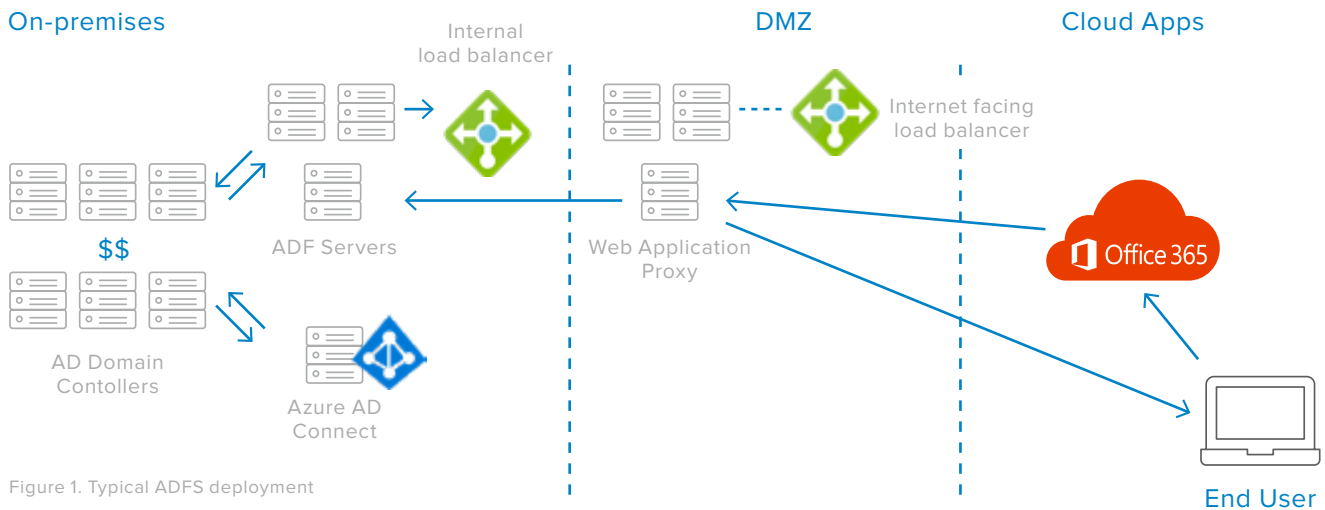 On-premises
DMZ
Cloud Apps
Internal
load balancer
Internet facing
load balancer
$$
ADF Servers
Web Application
Proxy
Office 365
AD Domain
Contollers
Azure AD
Connect
Figure 1. Typical ADFS deployment
End User